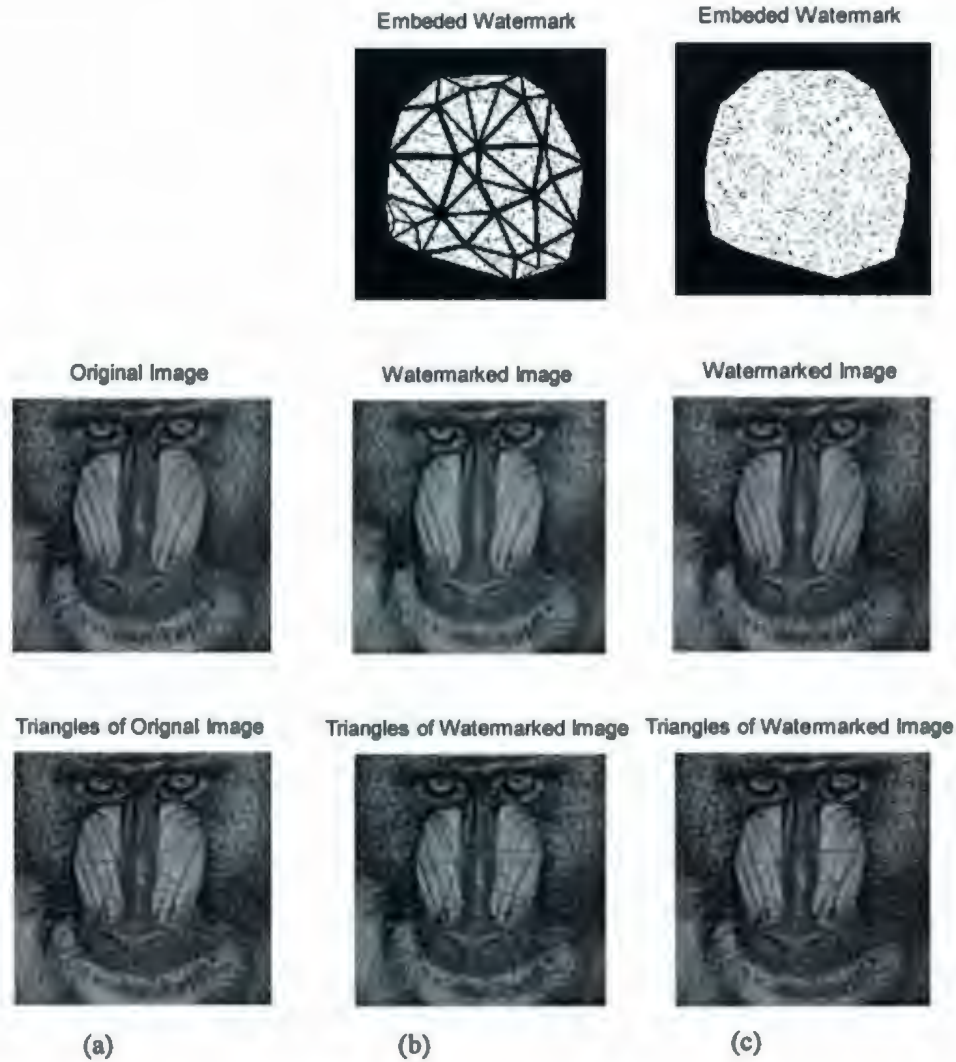 Embeded Watermark
Embeded Watermark
Original Image
Watermarked Image
Watermarked Image
Triangles of Orignal Image
Triangles of Watermarked Image
Triangles of Watermarked Image
(a)
(b)
(c)